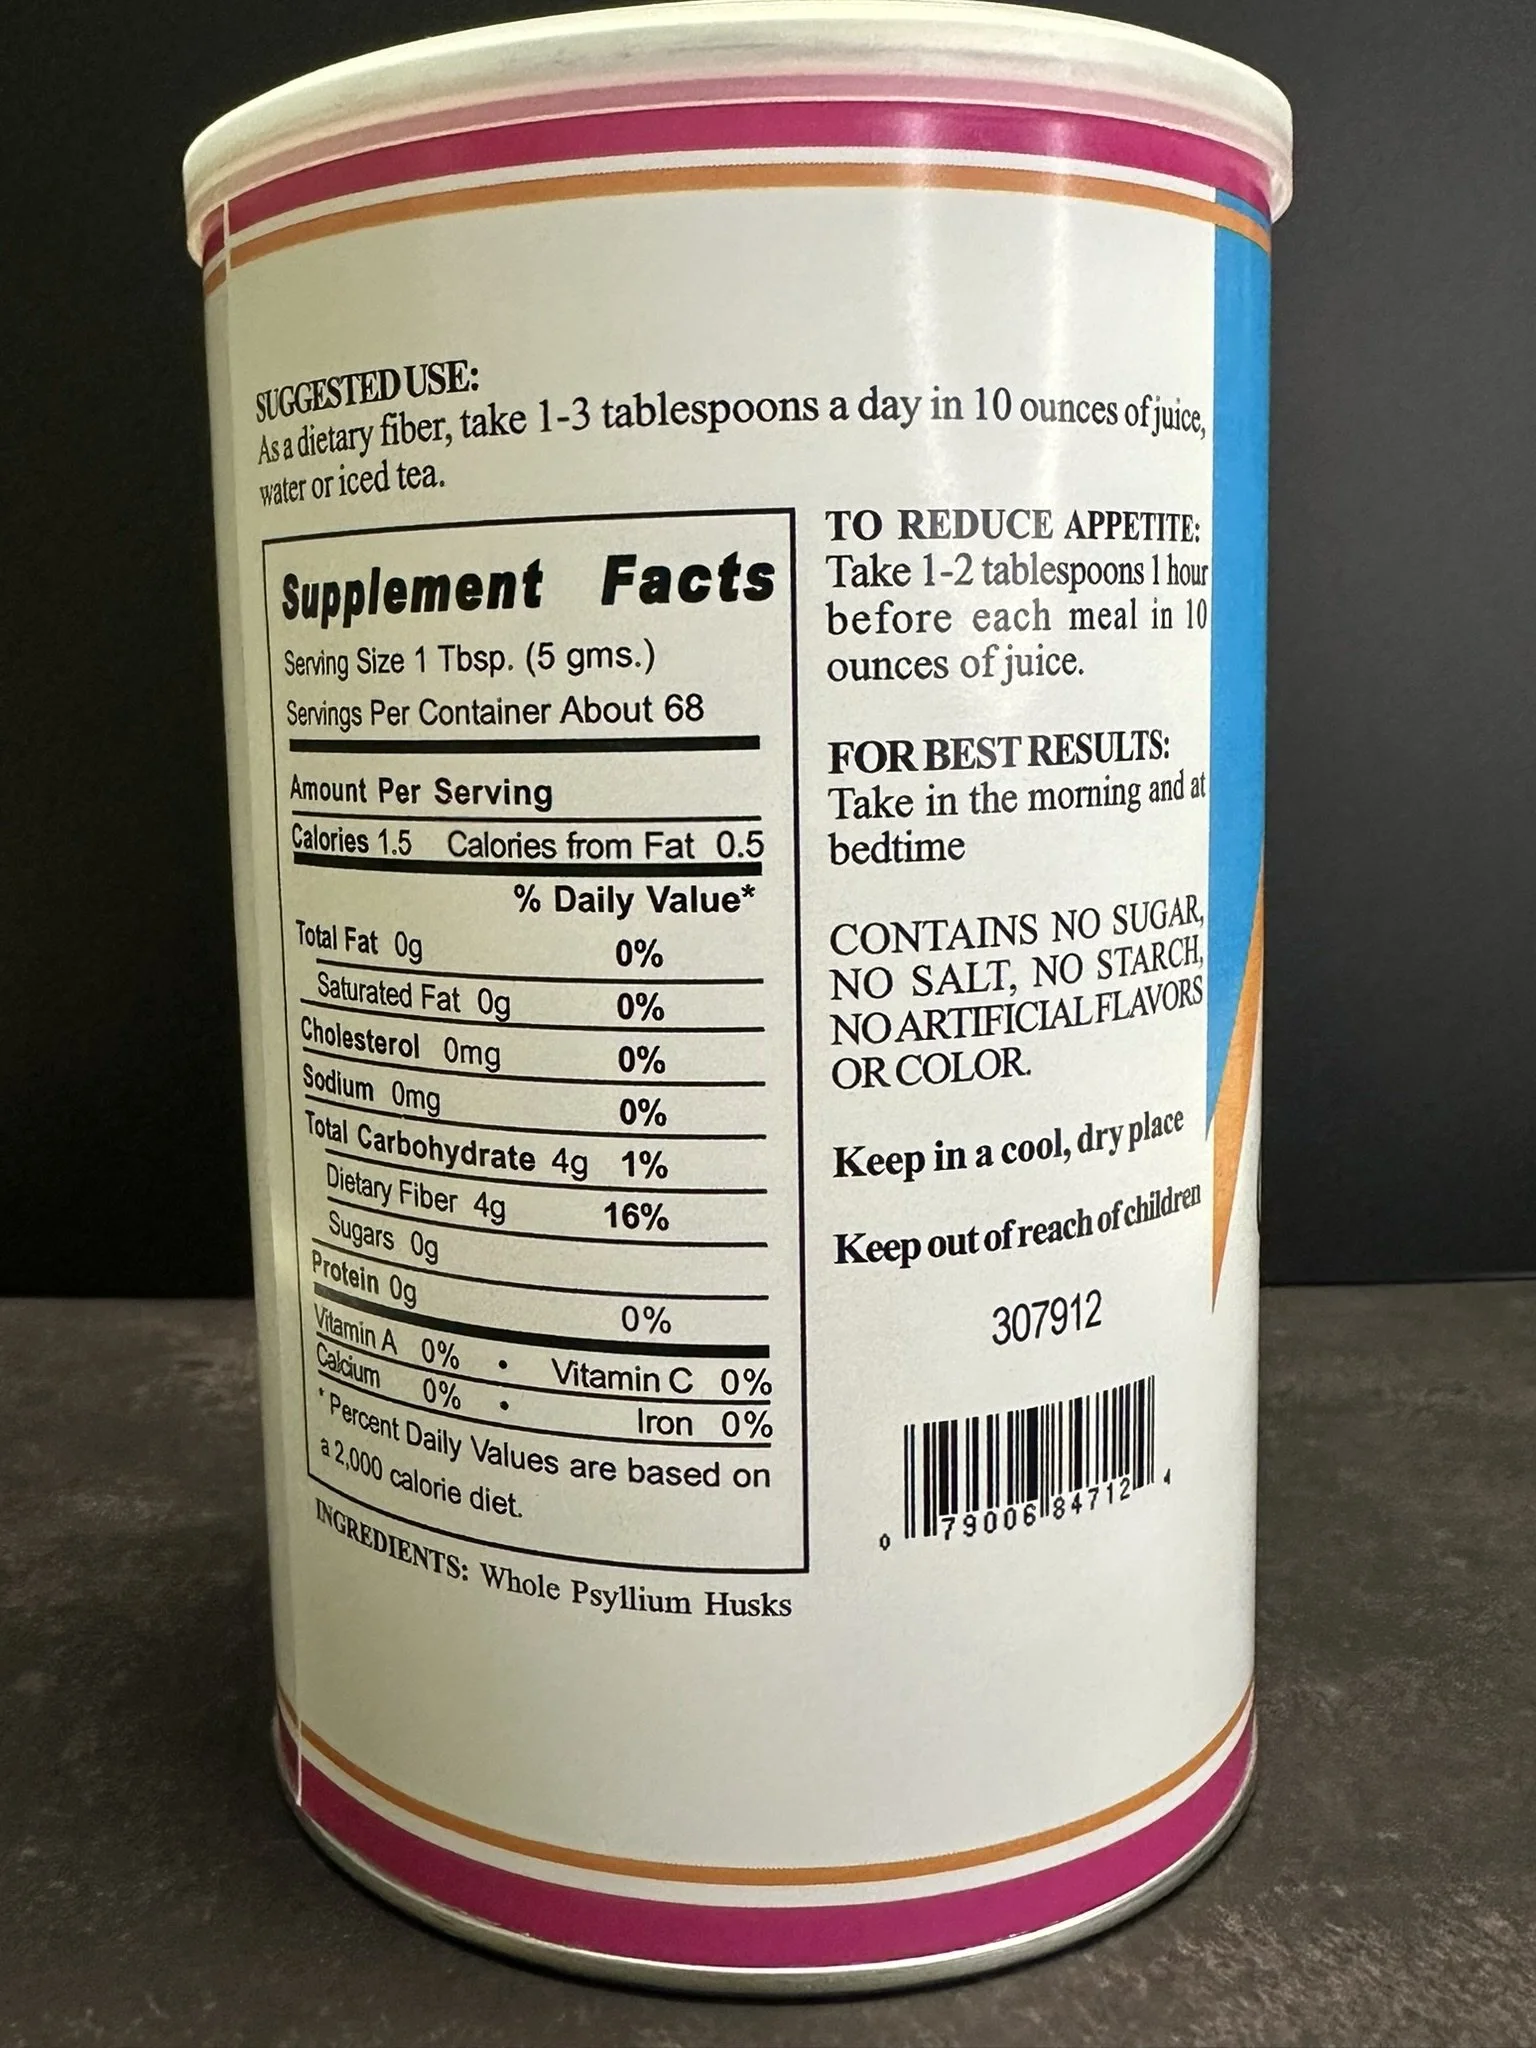 SUGGESTED USE:
As a dietary fiber, take 1-3 tablespoons a day in 10 ounces of juice,
water or iced tea.
Supplement Facts
Serving Size 1 Tbsp. (5 gms.)
Servings Per Container About 68
Amount Per Serving
Calories 1.5 Calories from Fat 0.5
% Daily Value*
Total Fat 0g 0%
Saturated Fat 0g 0%
Cholesterol 0mg 0%
Sodium 0mg 0%
Total Carbohydrate 4g 1%
Dietary Fiber 4g 16%
Sugars 0g
Protein 0g 0%
Vitamin A 0% • Vitamin C 0%
Calcium 0% • Iron 0%
* Percent Daily Values are based on
a 2,000 calorie diet.
INGREDIENTS: Whole Psyllium Husks
TO REDUCE APPETITE:
Take 1-2 tablespoons 1 hour
before each meal in 10
ounces of juice.
FOR BEST RESULTS:
Take in the morning and at
bedtime
CONTAINS NO SUGAR,
NO SALT, NO STARCH,
NO ARTIFICIAL FLAVORS
OR COLOR.
Keep in a cool, dry place
Keep out of reach of children
307912
0 79006 84712 4